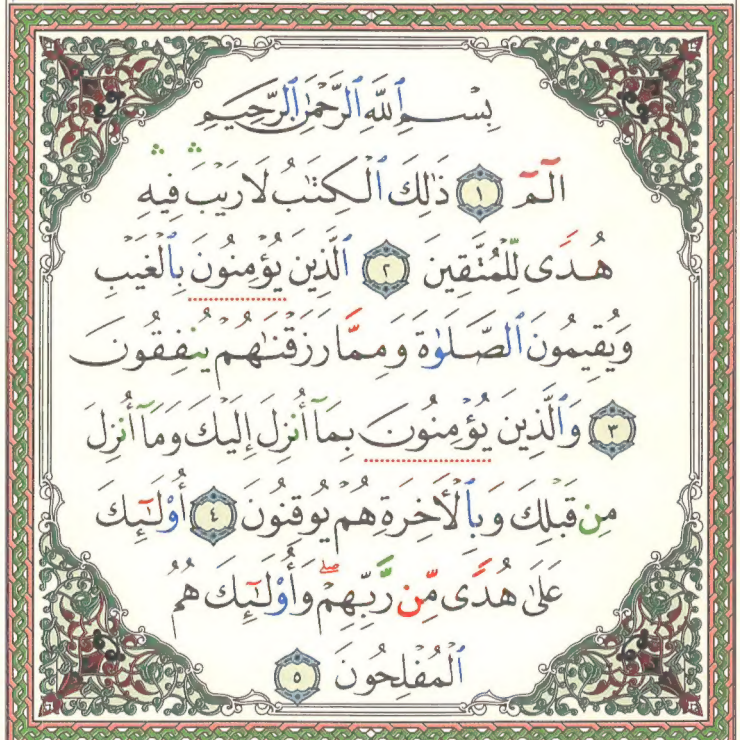 بِسْمِ ٱللَّهِ ٱلرَّحْمَٰنِ ٱلرَّحِيمِ
الٓمٓ ١ ذَٰلِكَ ٱلْكِتَٰبُ لَا رَيْبَ ۛ فِيهِ ۛ
هُدًى لِّلْمُتَّقِينَ ٢ ٱلَّذِينَ يُؤْمِنُونَ بِٱلْغَيْبِ
وَيُقِيمُونَ ٱلصَّلَوٰةَ وَمِمَّا رَزَقْنَٰهُمْ يُنفِقُونَ
٣ وَٱلَّذِينَ يُؤْمِنُونَ بِمَآ أُنزِلَ إِلَيْكَ وَمَآ أُنزِلَ
مِن قَبْلِكَ وَبِٱلْأَخِرَةِ هُمْ يُوقِنُونَ ٤ أُو۟لَٰٓئِكَ
عَلَىٰ هُدًى مِّن رَّبِّهِمْ ۖ وَأُو۟لَٰٓئِكَ هُمُ
ٱلْمُفْلِحُونَ ٥